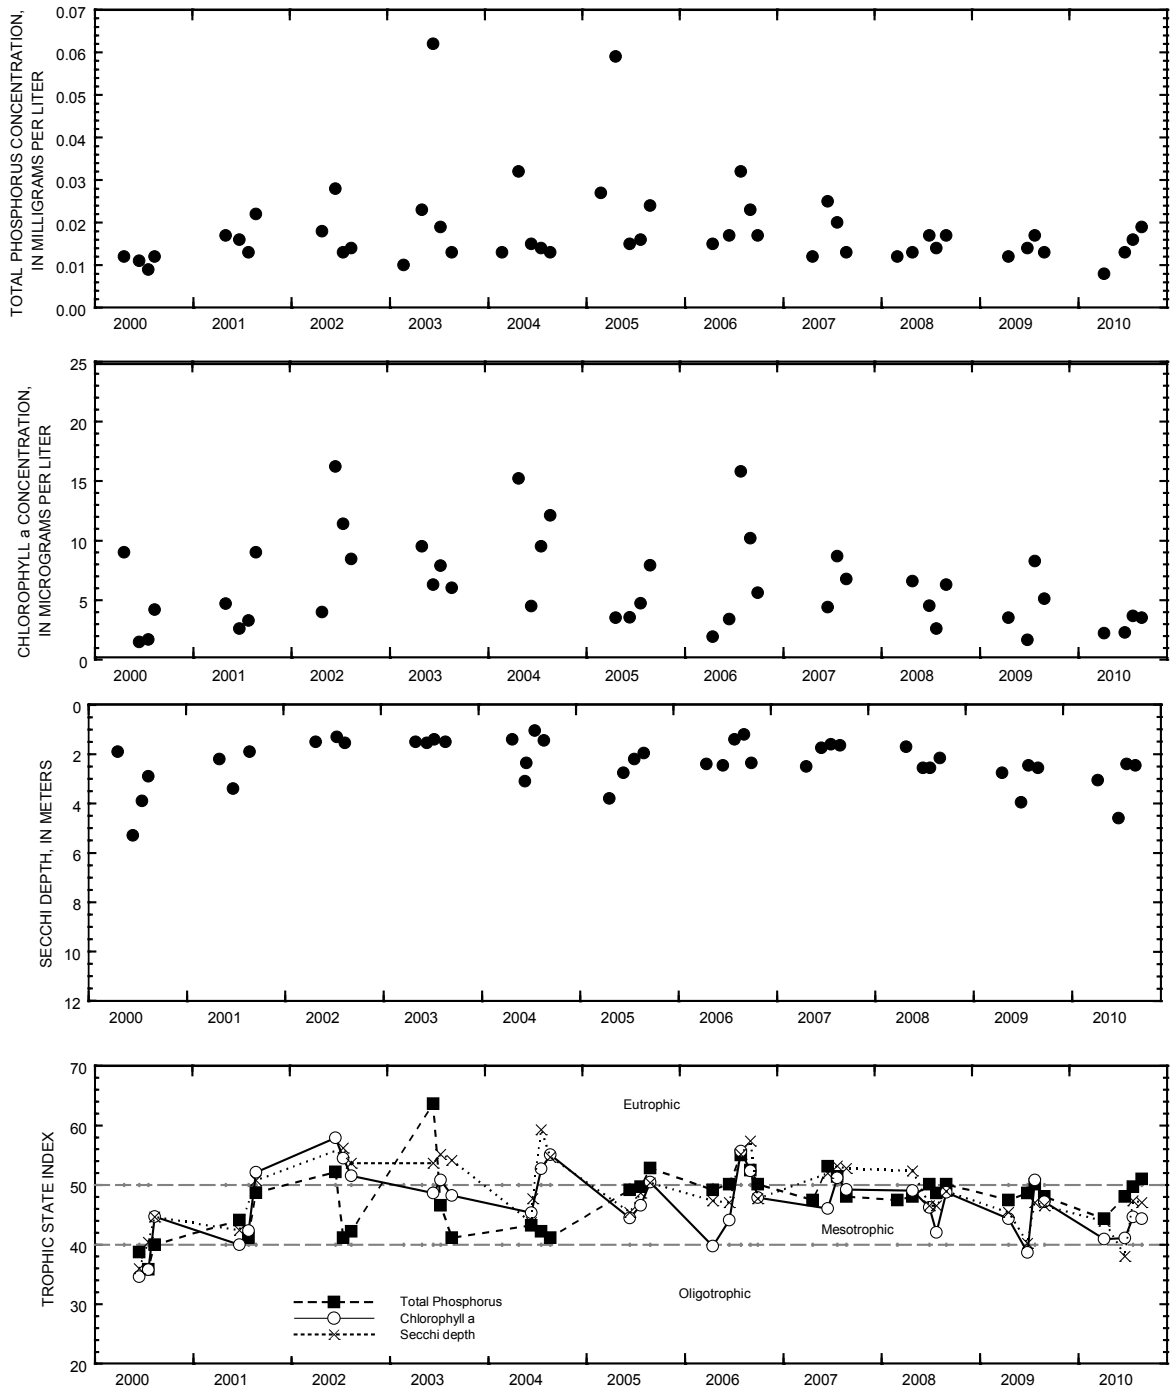 TOTAL PHOSPHORUS CONCENTRATION,
IN MILLIGRAMS PER LITER
0.07
0.06
0.05
0.04
0.03
0.02
0.01
0.00
2000 2001 2002 2003 2004 2005 2006 2007 2008 2009 2010
CHLOROPHYLL a CONCENTRATION,
IN MICROGRAMS PER LITER
25
20
15
10
5
0
2000 2001 2002 2003 2004 2005 2006 2007 2008 2009 2010
SECCHI DEPTH, IN METERS
0
2
4
6
8
10
12
2000 2001 2002 2003 2004 2005 2006 2007 2008 2009 2010
TROPHIC STATE INDEX
70
60
50
40
30
20
Eutrophic
Mesotrophic
Oligotrophic
Total Phosphorus
Chlorophyll a
Secchi depth
2000 2001 2002 2003 2004 2005 2006 2007 2008 2009 2010